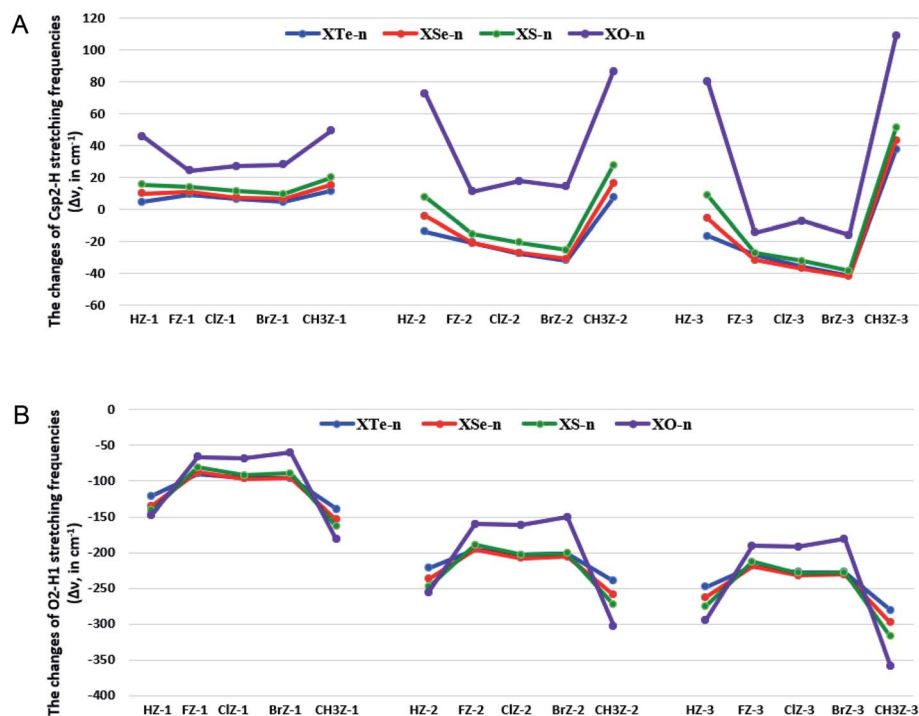 A
The changes of Csp2-H stretching frequencies
(Δν, in cm-1)
120
100
80
60
40
20
0
-20
-40
-60
XTe-n XSe-n XS-n XO-n
HZ-1 FZ-1 ClZ-1 BrZ-1 CH3Z-1 HZ-2 FZ-2 ClZ-2 BrZ-2 CH3Z-2 HZ-3 FZ-3 ClZ-3 BrZ-3 CH3Z-3
B
The changes of O2-H1 stretching frequencies
(Δν, in cm-1)
0
-50
-100
-150
-200
-250
-300
-350
-400
XTe-n XSe-n XS-n XO-n
HZ-1 FZ-1 ClZ-1 BrZ-1 CH3Z-1 HZ-2 FZ-2 ClZ-2 BrZ-2 CH3Z-2 HZ-3 FZ-3 ClZ-3 BrZ-3 CH3Z-3